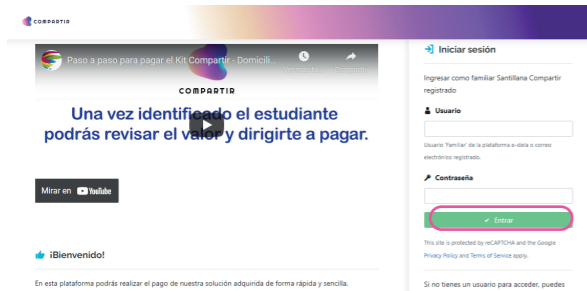 COMPARTIR
Paso a paso para pagar el Kit Compartir - Domicili...
COMPARTIR
Una vez identificado el estudiante
podrás revisar el valor y dirigirte a pagar.
Mirar en YouTube
¡Bienvenido!
En esta plataforma podrás realizar el pago de nuestra solución adquirida de forma rápida y sencilla.
Iniciar sesión
Ingresar como familiar Santillana Compartir
registrado
Usuario
Usuario 'Familiar' de la plataforma e-data o correo
electrónico registrado.
Contraseña
Entrar
This site is protected by reCAPTCHA and the Google
Privacy Policy and Terms of Service apply.
Si no tienes un usuario para acceder, puedes